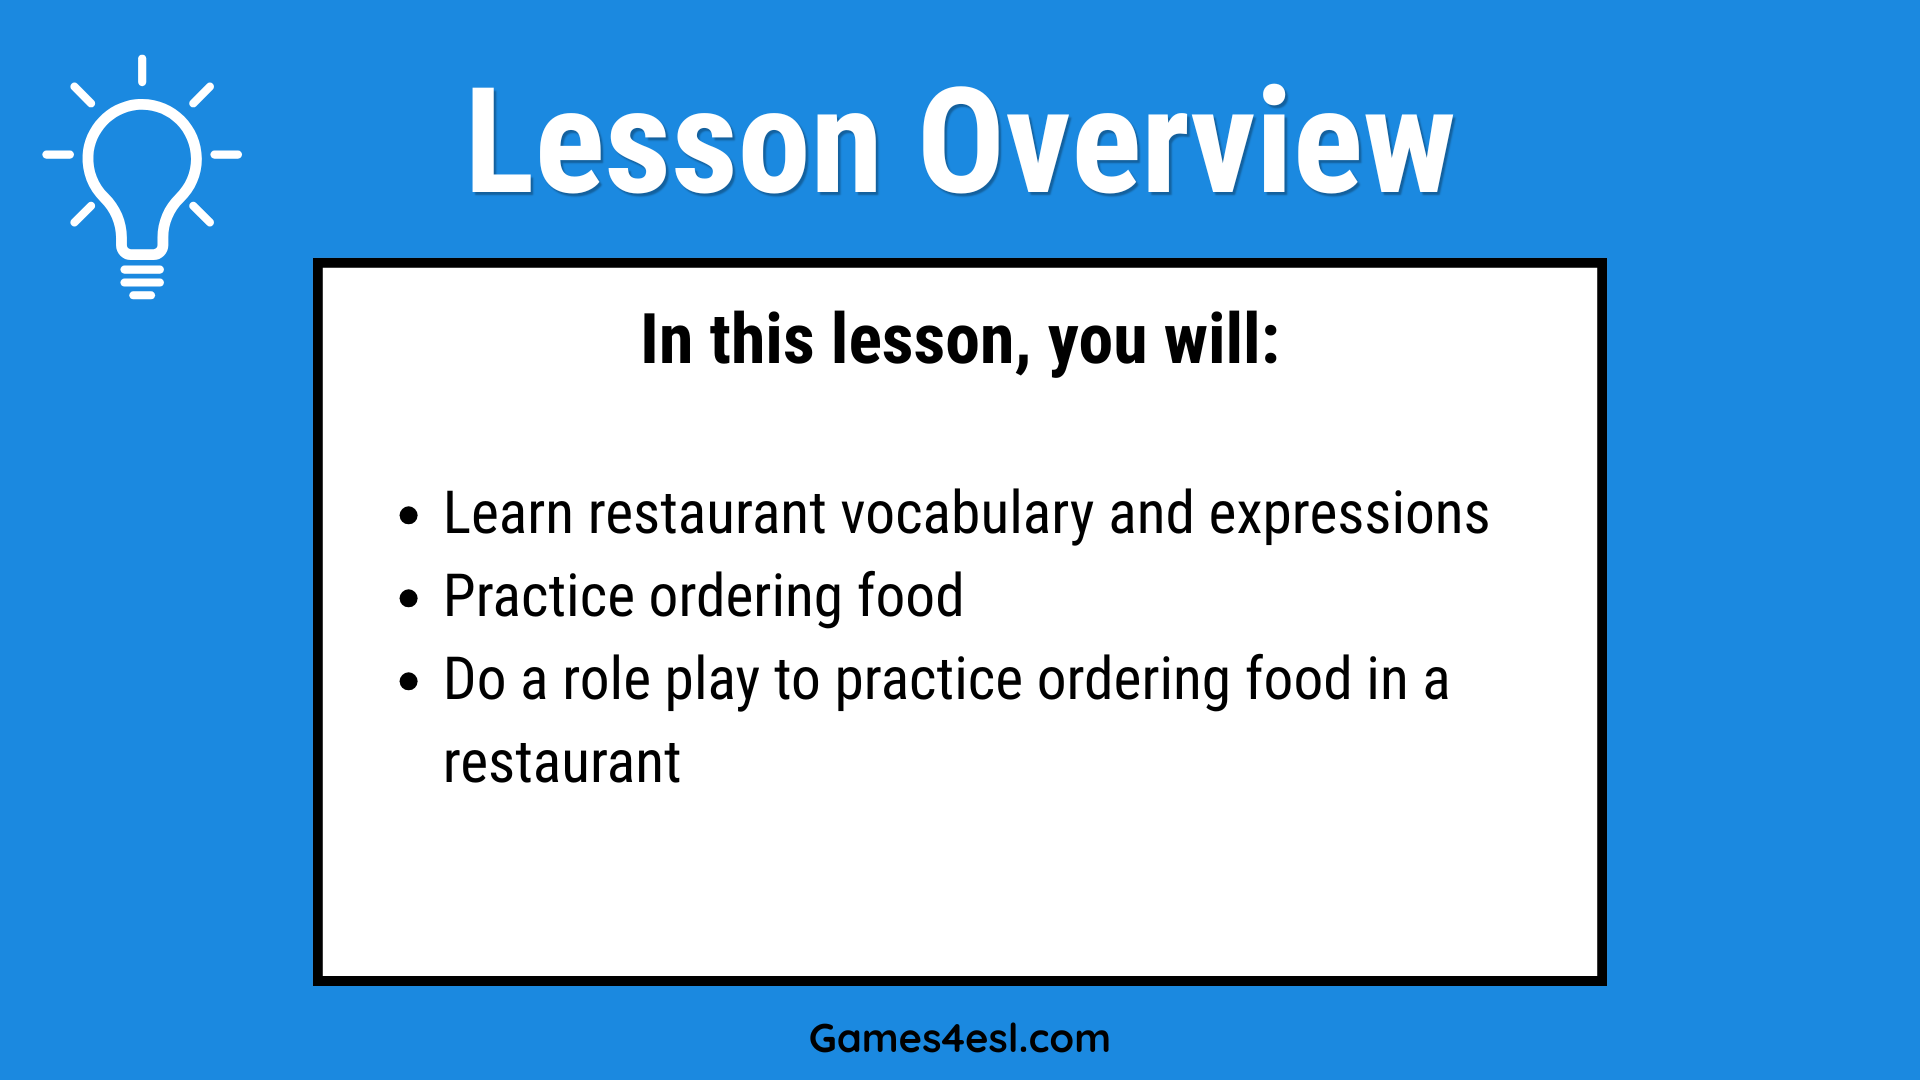 Lesson Overview
In this lesson, you will:
• Learn restaurant vocabulary and expressions
• Practice ordering food
• Do a role play to practice ordering food in a
restaurant
Games4esl.com